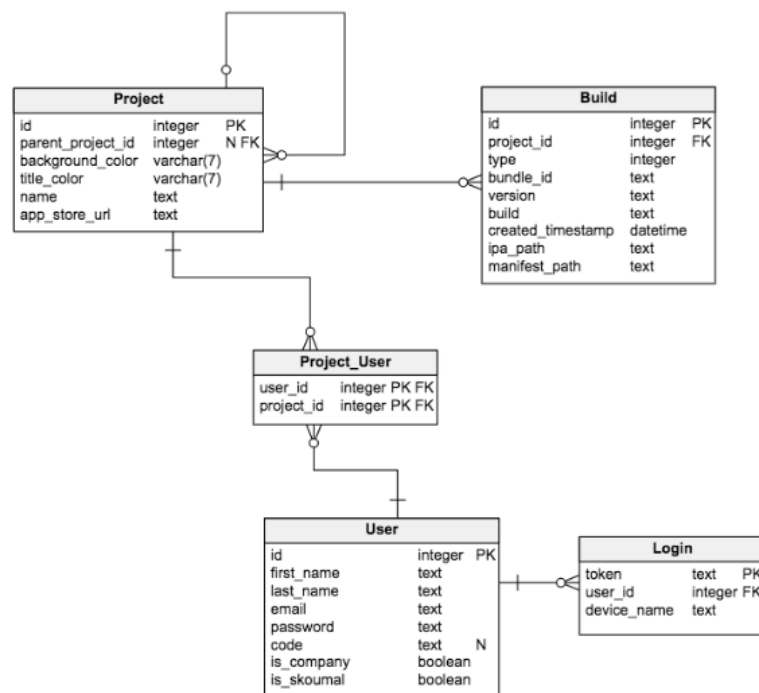 Project
id integer PK
parent_project_id integer N FK
background_color varchar(7)
title_color varchar(7)
name text
app_store_url text
Build
id integer PK
project_id integer FK
type integer
bundle_id text
version text
build text
created_timestamp datetime
ipa_path text
manifest_path text
Project_User
user_id integer PK FK
project_id integer PK FK
User
id integer PK
first_name text
last_name text
email text
password text
code text N
is_company boolean
is_skoumal boolean
Login
token text PK
user_id integer FK
device_name text